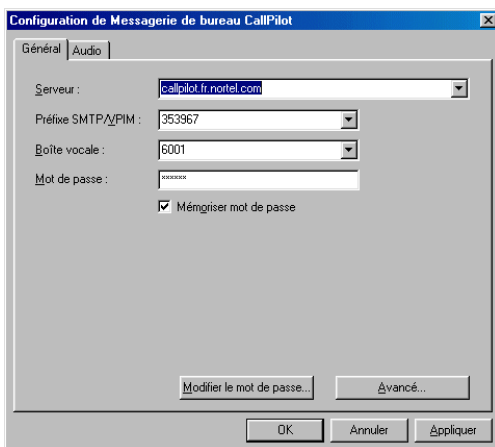 Configuration de Messagerie de bureau CallPilot
Général Audio
Serveur : callpilot.fr.nortel.com
Préfixe SMTP/VPIM : 353967
Boîte vocale : 6001
Mot de passe : xxxxxx
Mémoriser mot de passe
Modifier le mot de passe... Avancé...
OK Annuler Appliquer